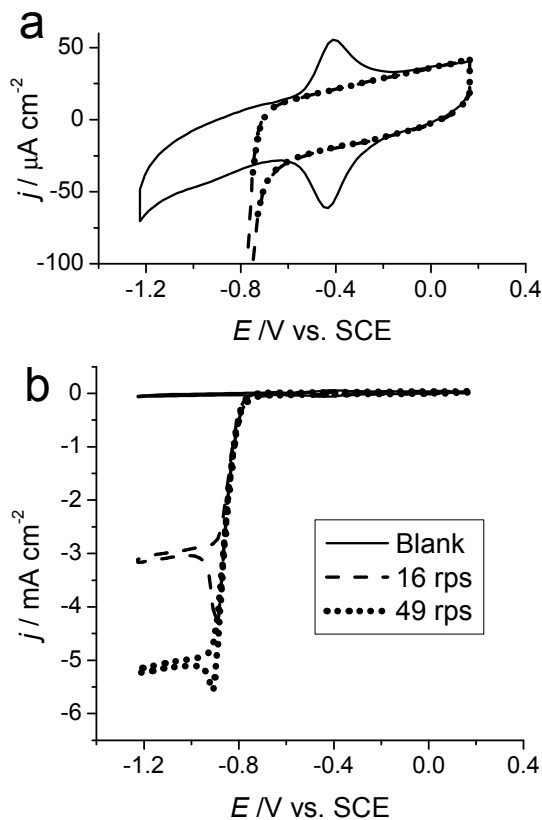 a
50
0
-50
-100
j / μA cm⁻²
-1.2 -0.8 -0.4 0.0 0.4
E /V vs. SCE
b
0
-1
-2
-3
-4
-5
-6
j / mA cm⁻²
Blank
16 rps
49 rps
-1.2 -0.8 -0.4 0.0 0.4
E /V vs. SCE